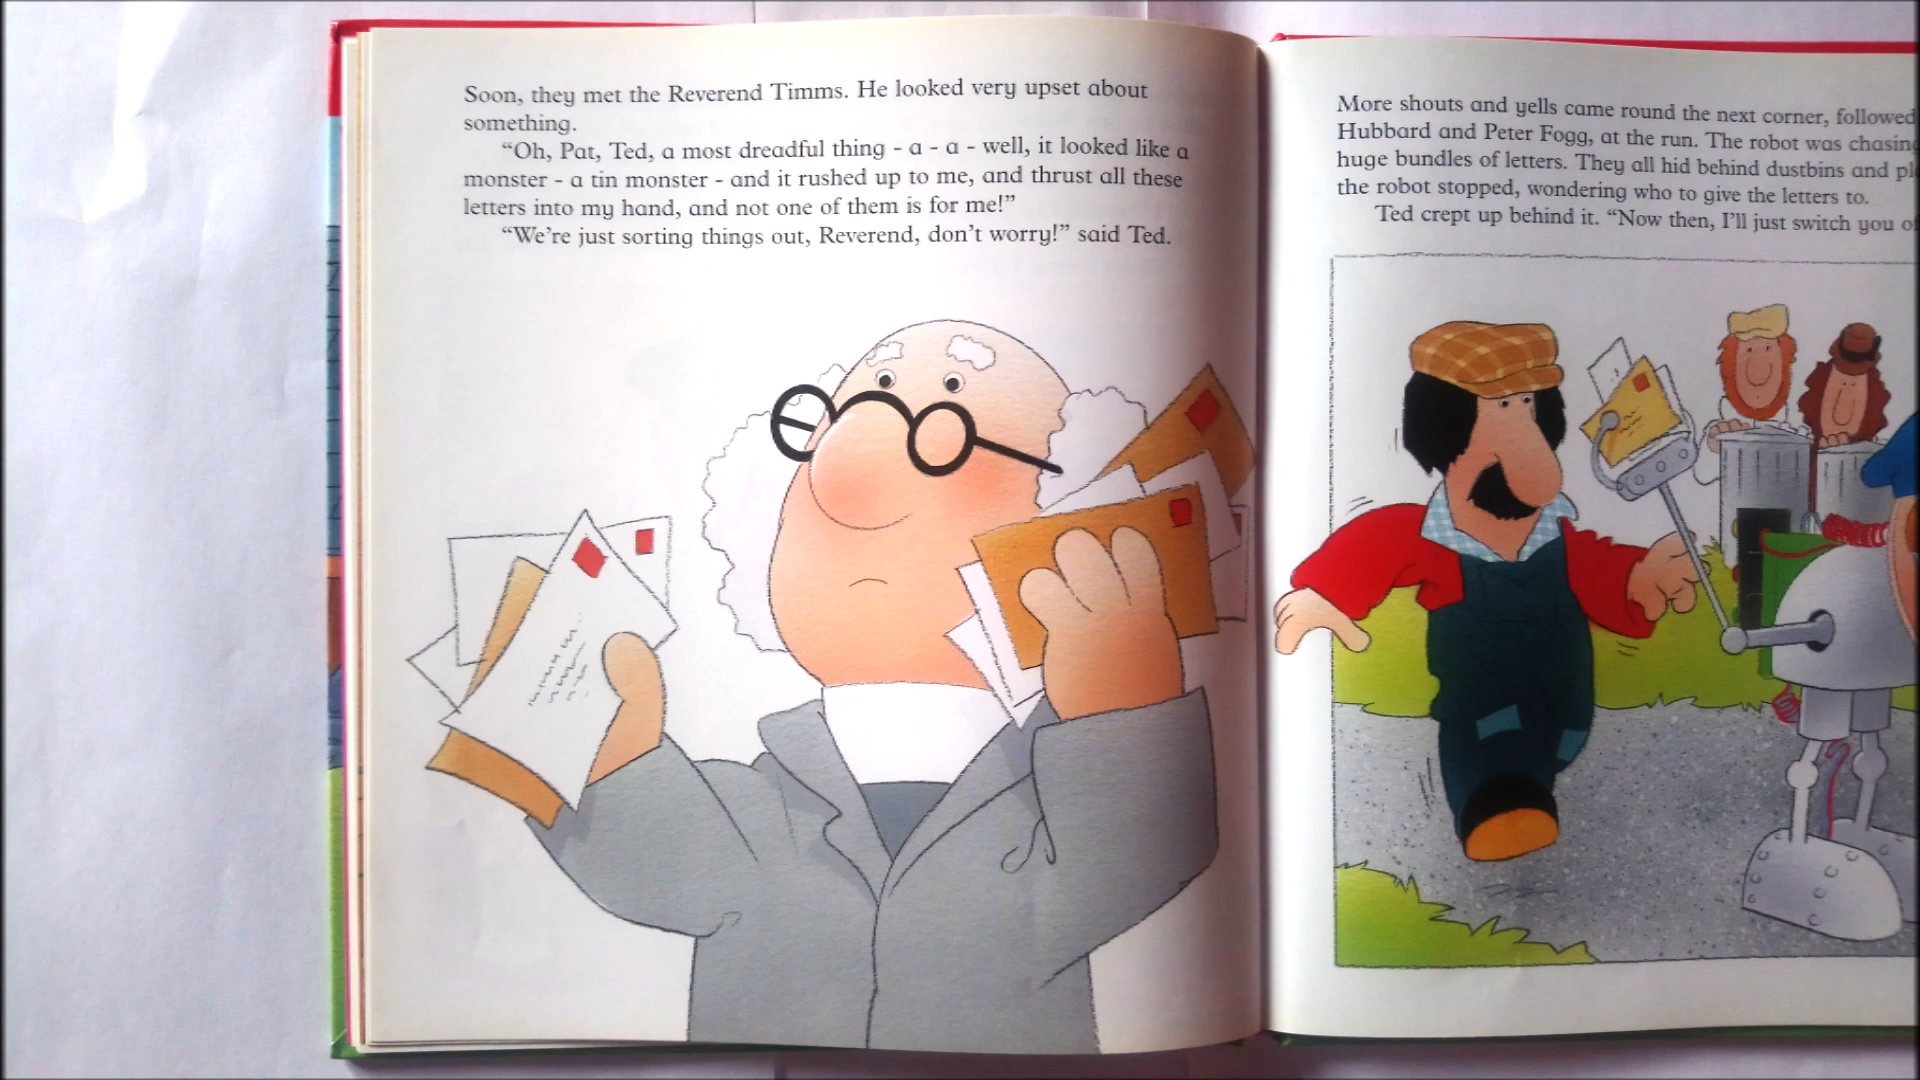 Soon, they met the Reverend Timms. He looked very upset about
something.
“Oh, Pat, Ted, a most dreadful thing - a - a - well, it looked like a
monster - a tin monster - and it rushed up to me, and thrust all these
letters into my hand, and not one of them is for me!”
“We’re just sorting things out, Reverend, don’t worry!” said Ted.
More shouts and yells came round the next corner, followed
Hubbard and Peter Fogg, at the run. The robot was chasing
huge bundles of letters. They all hid behind dustbins and
the robot stopped, wondering who to give the letters to.
Ted crept up behind it. “Now then, I’ll just switch you